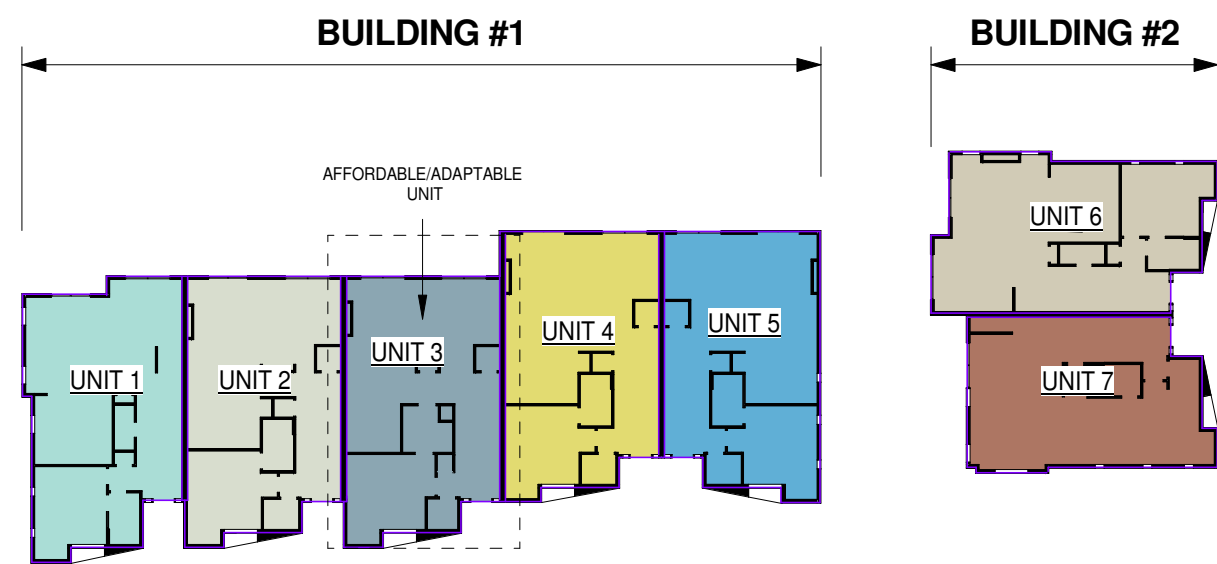 BUILDING #1
BUILDING #2
AFFORDABLE/ADAPTABLE
UNIT
UNIT 1
UNIT 2
UNIT 3
UNIT 4
UNIT 5
UNIT 6
UNIT 7